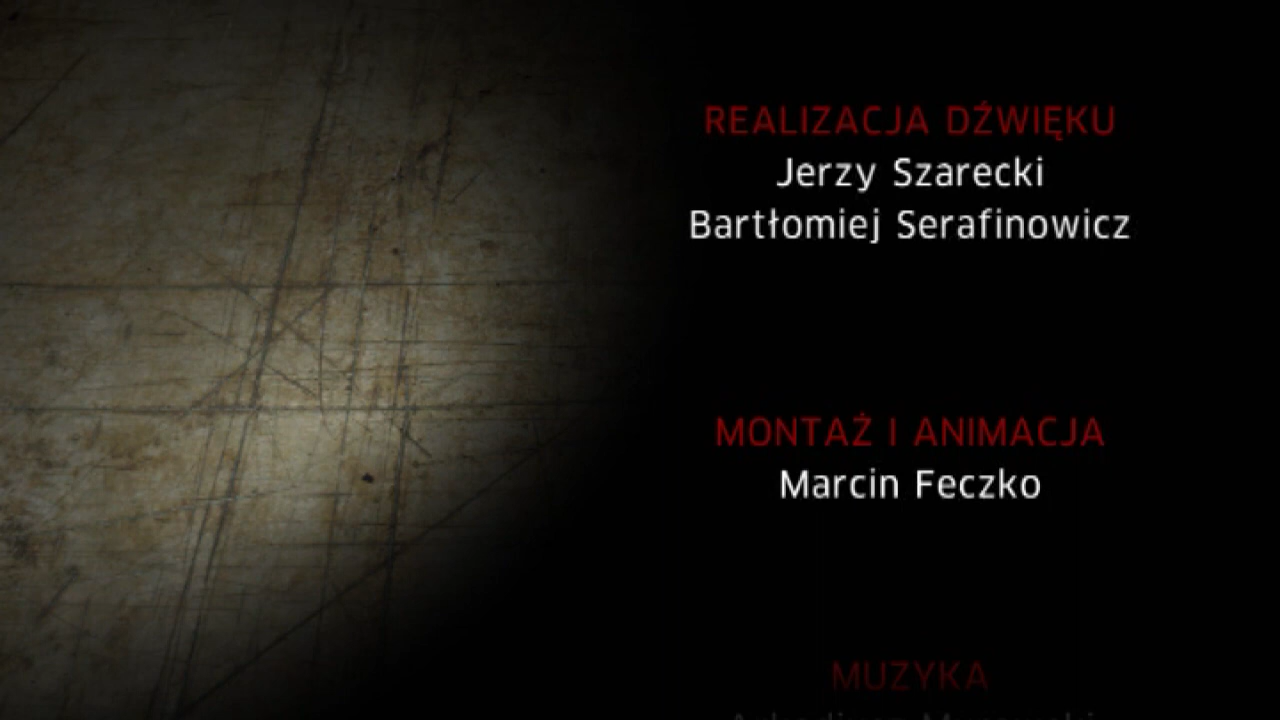 REALIZACJA DŹWIĘKU
Jerzy Szarecki
Bartłomiej Serafinowicz
MONTAŻ I ANIMACJA
Marcin Feczko
MUZYKA